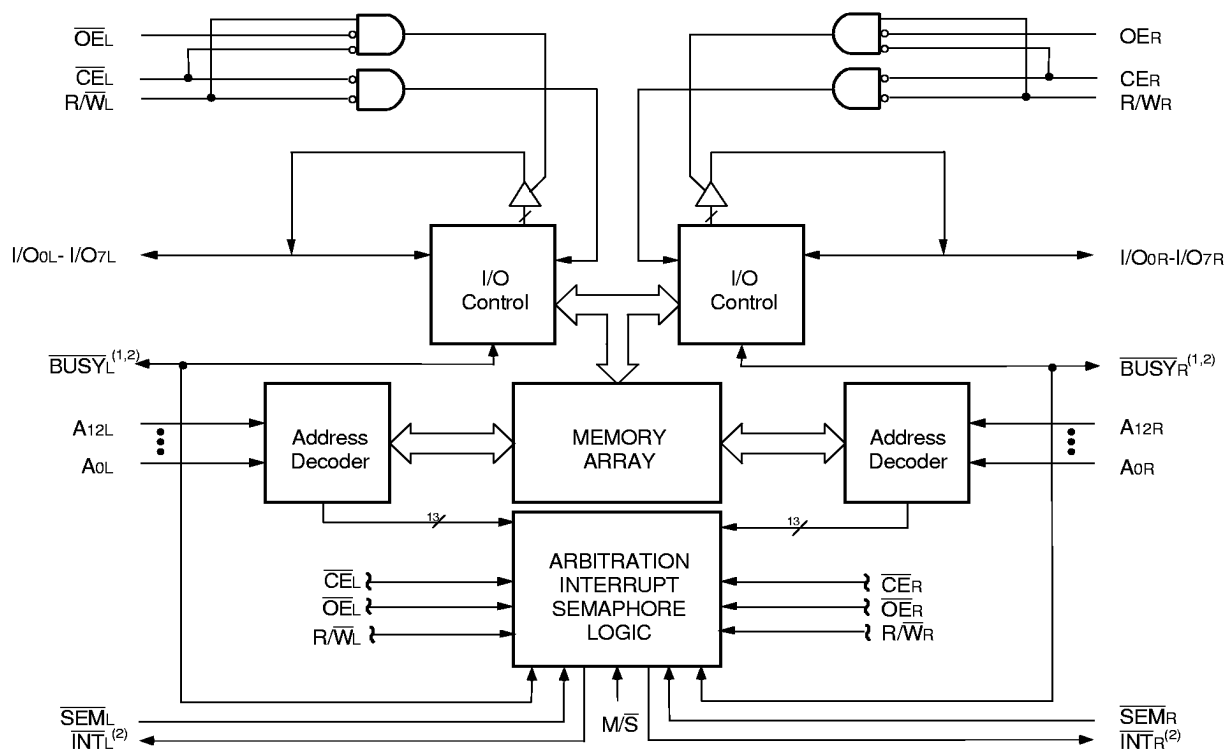 OEL
OER
CEL
CER
R/WL
R/WR
I/O0L- I/O7L
I/O
Control
I/O
Control
I/O0R-I/O7R
BUSYL(1,2)
BUSYR(1,2)
A12L
A0L
Address
Decoder
MEMORY
ARRAY
Address
Decoder
A12R
A0R
13
13
ARBITRATION
INTERRUPT
SEMAPHORE
LOGIC
CEL
OEL
R/WL
CER
OER
R/WR
SEML
INTL(2)
M/S
SEMR
INTR(2)